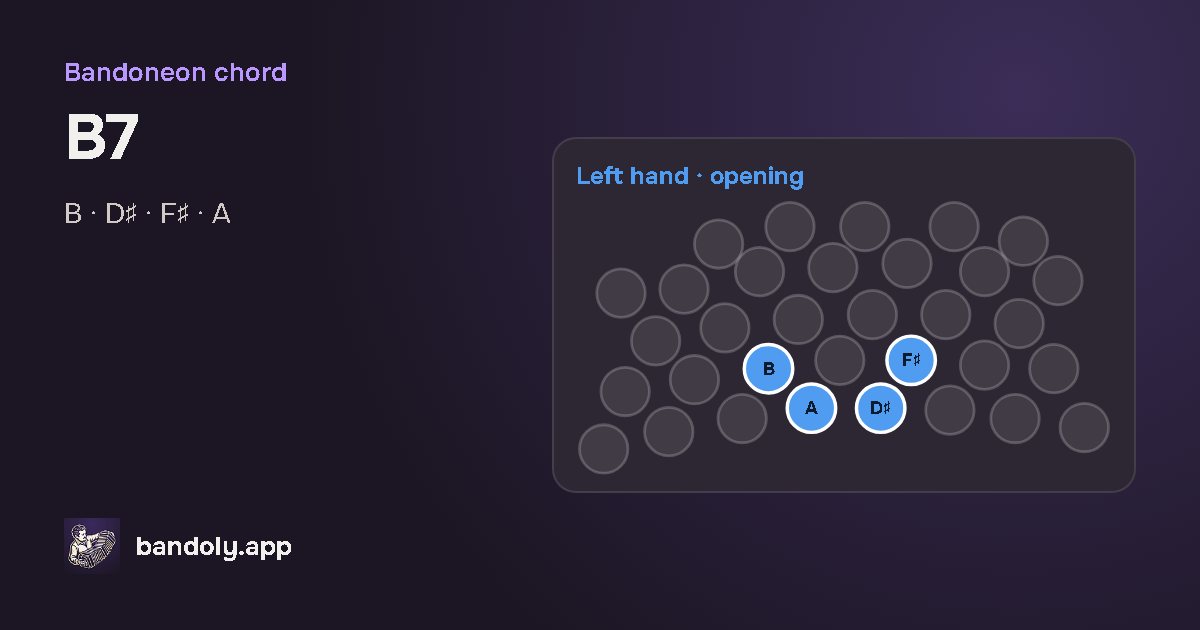 Bandoneon chord
B7
B · D♯ · F♯ · A
Left hand · opening
B
F♯
A
D♯
bandoly.app